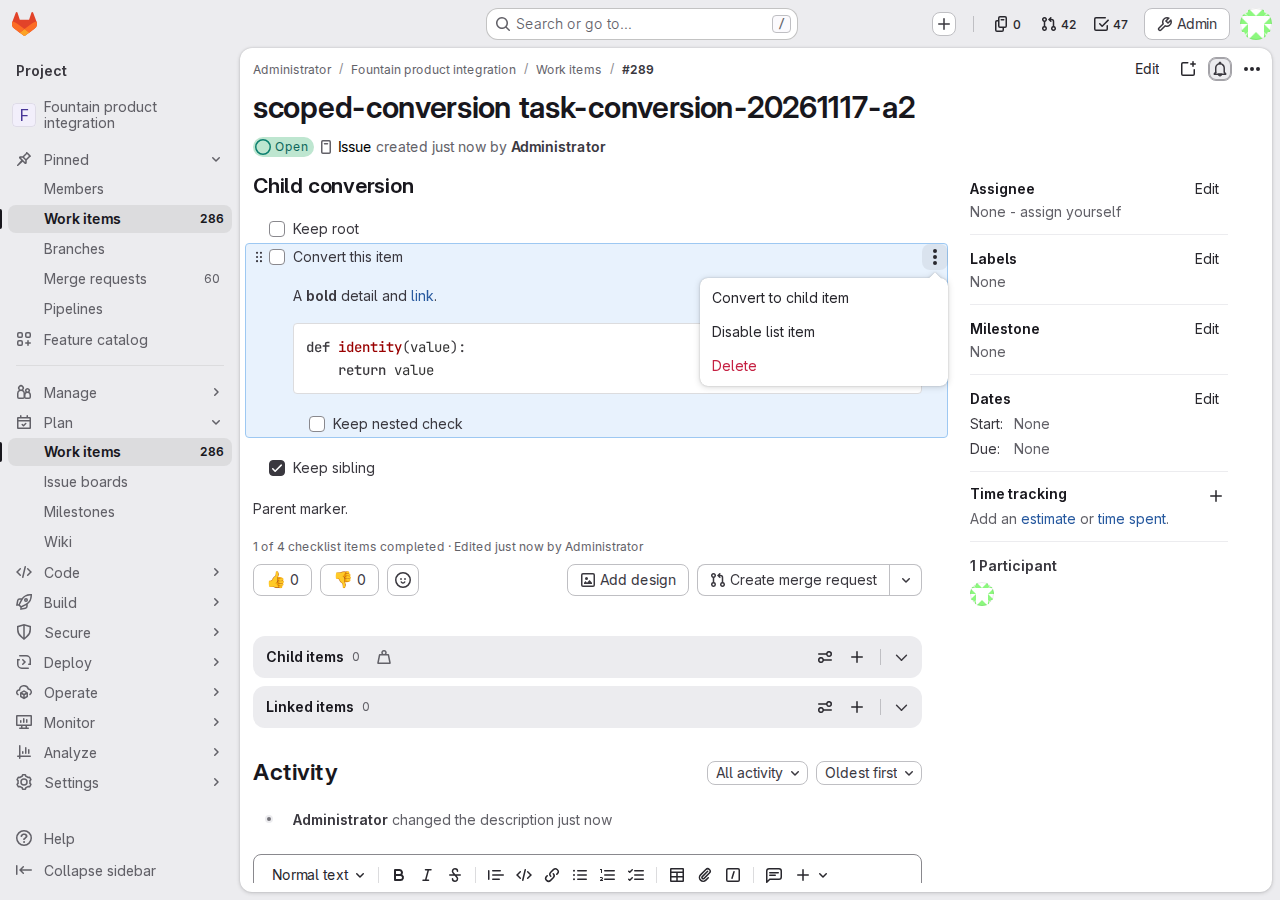 Search or go to...
/
0
42
47
Admin
Project
F
Fountain product integration
Pinned
Members
Work items 286
Branches
Merge requests 60
Pipelines
Feature catalog
Manage
Plan
Work items 286
Issue boards
Milestones
Wiki
Code
Build
Secure
Deploy
Operate
Monitor
Analyze
Settings
Help
Collapse sidebar
Administrator / Fountain product integration / Work items / #289
Edit
scoped-conversion task-conversion-20261117-a2
Open Issue created just now by Administrator
Child conversion
Keep root
Convert this item
A bold detail and link.
def identity(value):
return value
Keep nested check
Convert to child item
Disable list item
Delete
Keep sibling
Parent marker.
1 of 4 checklist items completed · Edited just now by Administrator
👍 0
👎 0
Add design
Create merge request
Child items 0
Linked items 0
Activity
All activity
Oldest first
Administrator changed the description just now
Normal text
Assignee Edit
None - assign yourself
Labels Edit
None
Milestone Edit
None
Dates Edit
Start: None
Due: None
Time tracking
Add an estimate or time spent.
1 Participant